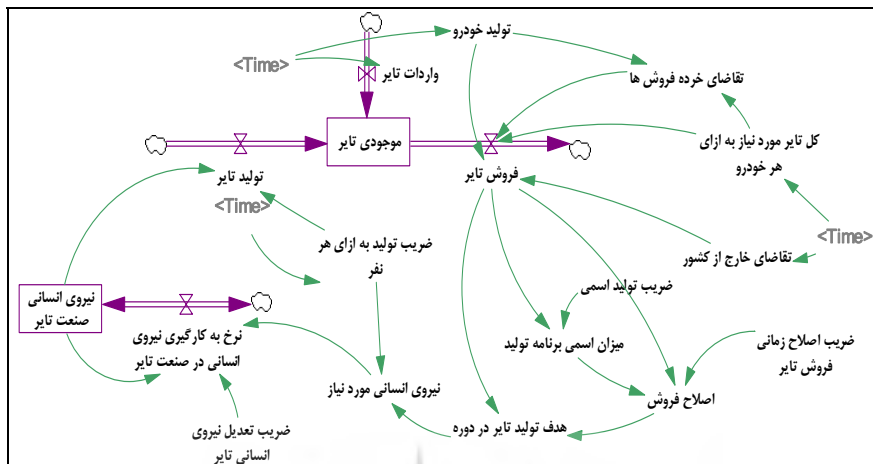 تولید خودرو
<Time>
واردات تایر
تقاضای خرده فروش ها
موجودی تایر
کل تایر مورد نیاز به ازای
هر خودرو
تولید تایر
<Time>
فروش تایر
<Time>
تقاضای خارج از کشور
ضریب تولید به ازای هر
نفر
ضریب تولید اسمی
نیروی انسانی
صنعت تایر
نرخ به کارگیری نیروی
انسانی در صنعت تایر
میزان اسمی برنامه تولید
ضریب اصلاح زمانی
فروش تایر
نیروی انسانی مورد نیاز
اصلاح فروش
هدف تولید تایر در دوره
ضریب تعدیل نیروی
انسانی تایر